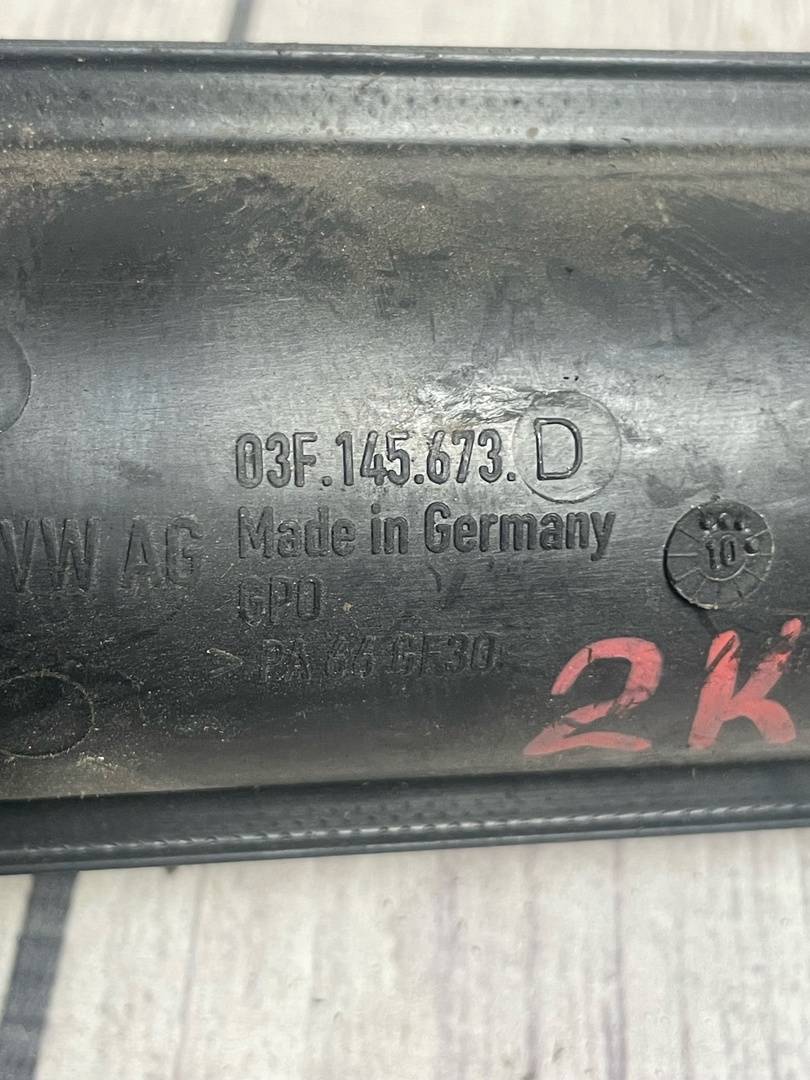 03F.145.673.D
VW AG
Made in Germany
GPO
>PA 66 GF30
10
2K